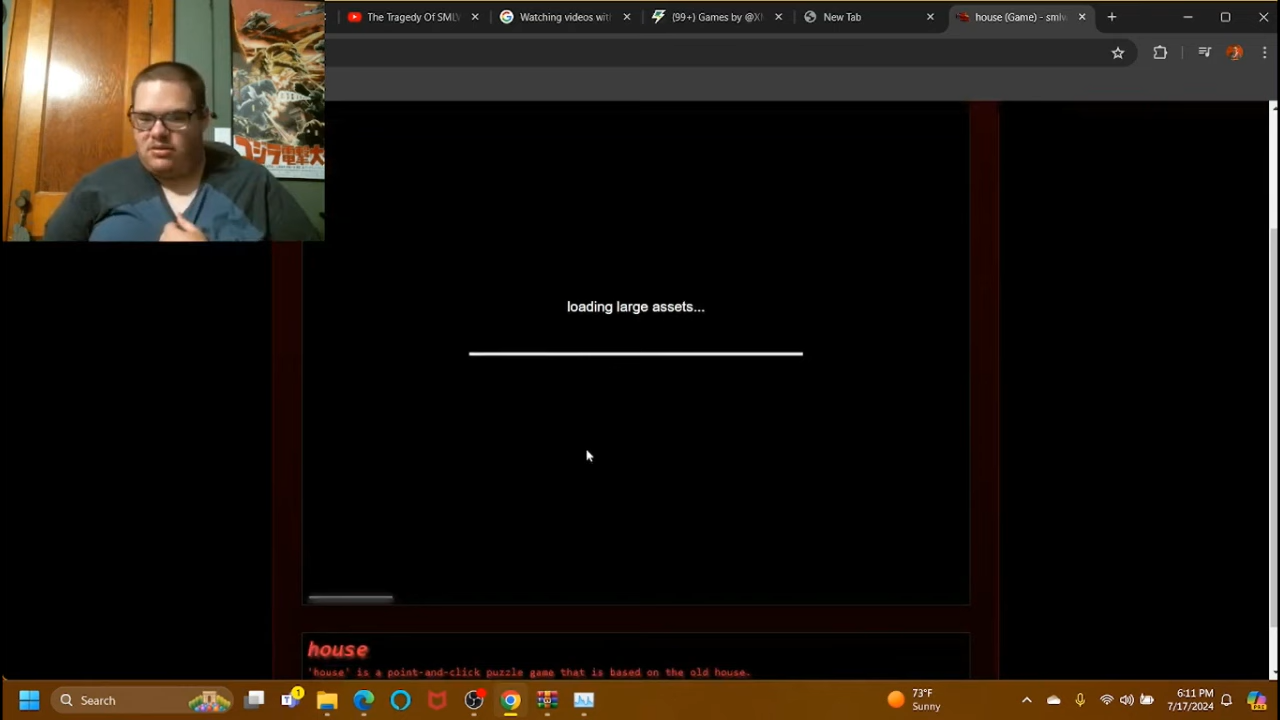 The Tragedy Of SML
Watching videos wit
(99+) Games by @X
New Tab
house (Game) - sml
ゴジラ電撃大
loading large assets...
house
'house' is a point-and-click puzzle game that is based on the old house.
Search
1
73°F
Sunny
6:11 PM
7/17/2024